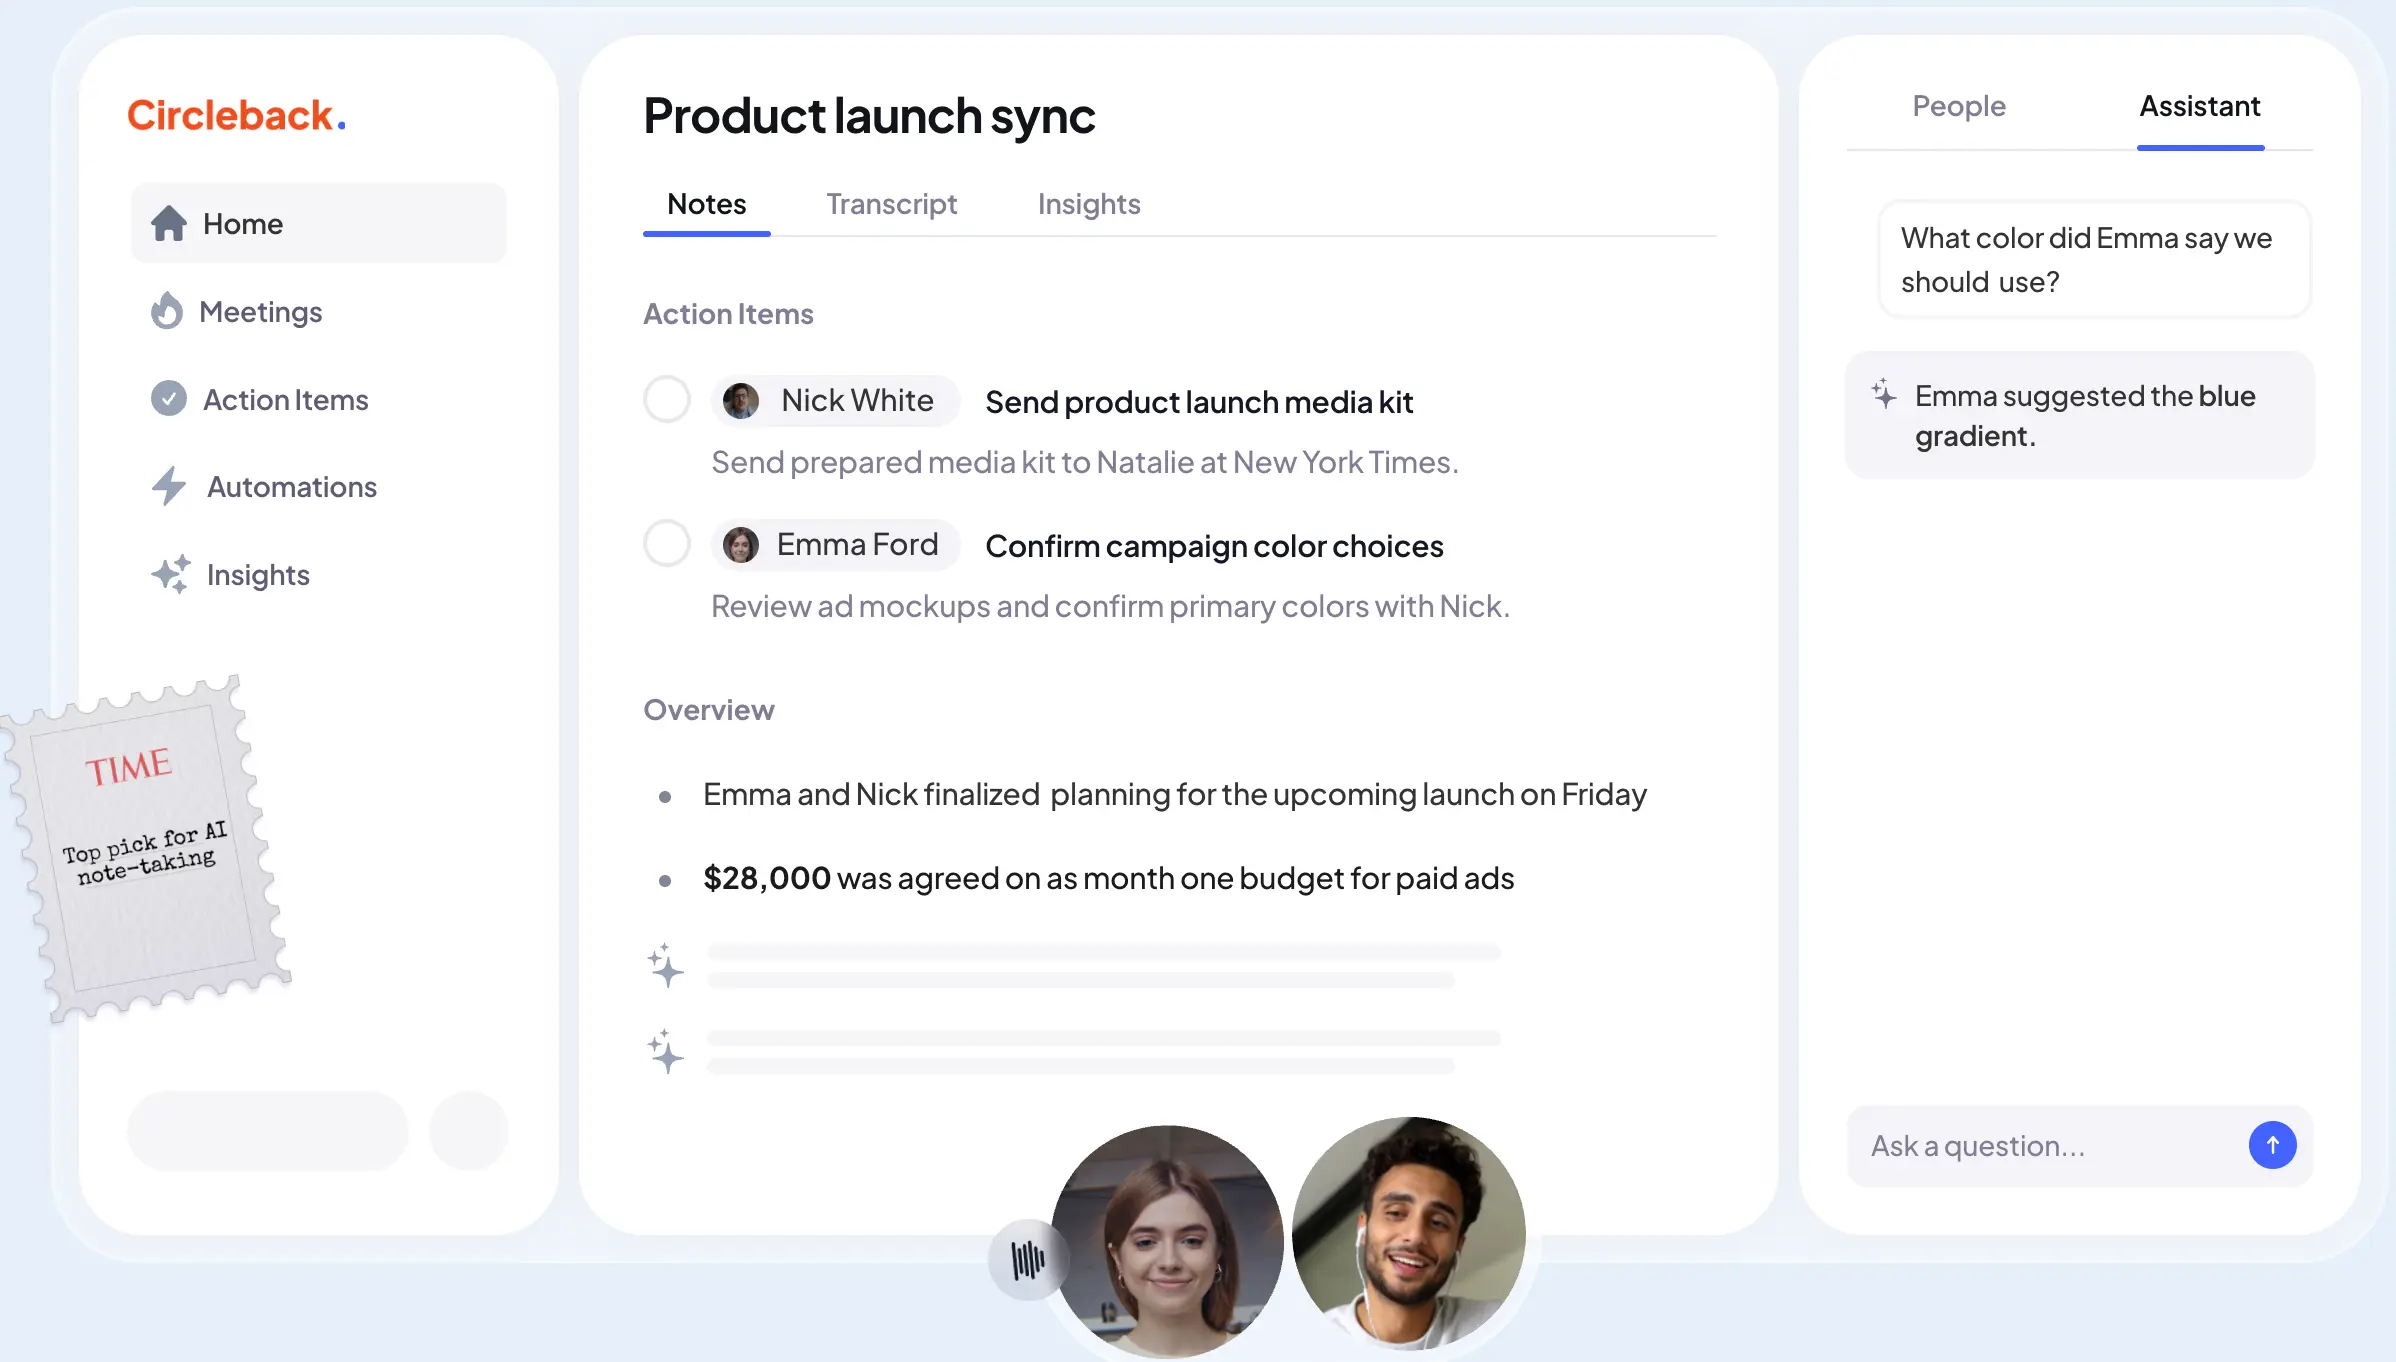 Circleback.
Home
Meetings
Action Items
Automations
Insights
TIME
Top pick for AI
note-taking
Product launch sync
Notes Transcript Insights
Action Items
Nick White Send product launch media kit
Send prepared media kit to Natalie at New York Times.
Emma Ford Confirm campaign color choices
Review ad mockups and confirm primary colors with Nick.
Overview
Emma and Nick finalized planning for the upcoming launch on Friday
$28,000 was agreed on as month one budget for paid ads
People Assistant
What color did Emma say we
should use?
Emma suggested the blue
gradient.
Ask a question...